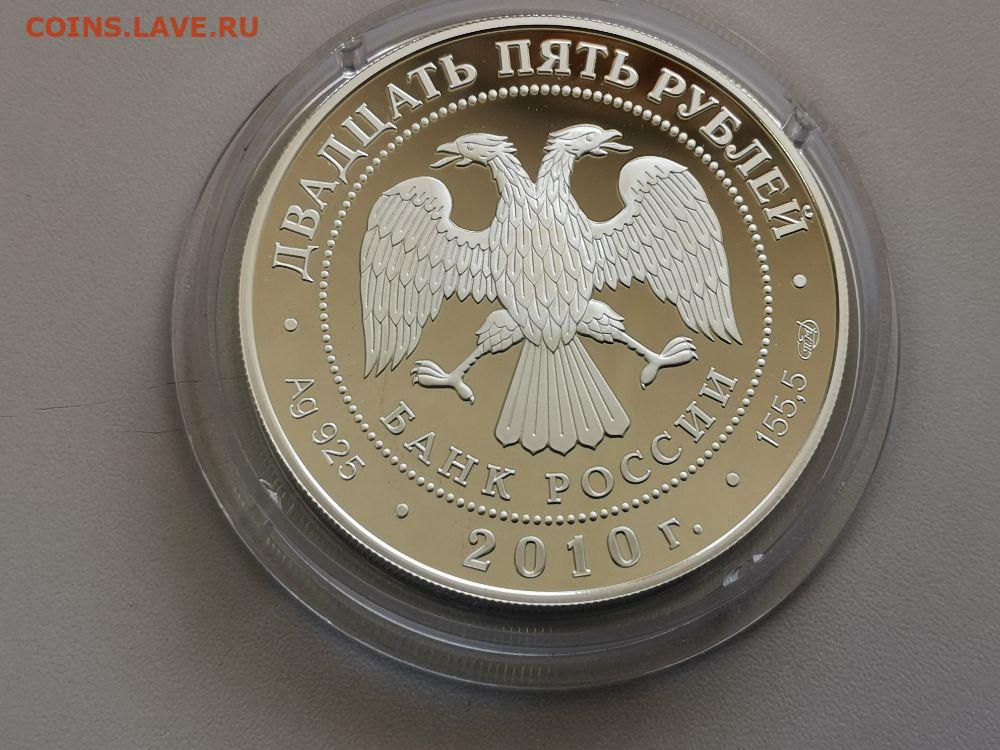 COINS.LAVE.RU
ДВАДЦАТЬ ПЯТЬ РУБЛЕЙ
БАНК РОССИИ
Ag 925
2010 г.
155,5